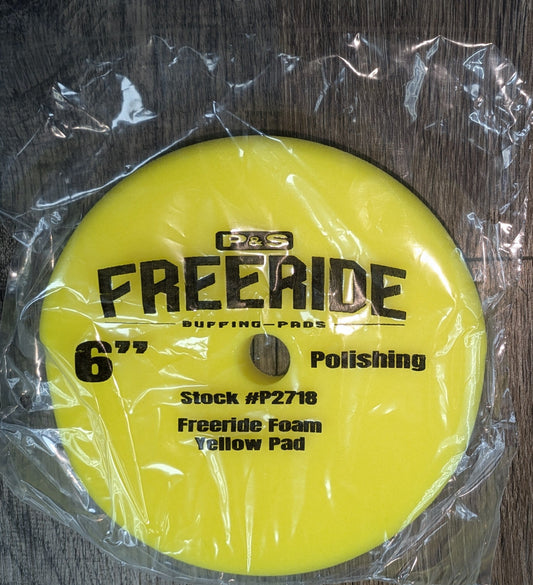 P&S
FREERIDE
BUFFING-PADS
6”
Polishing
Stock #P2718
Freeride Foam
Yellow Pad